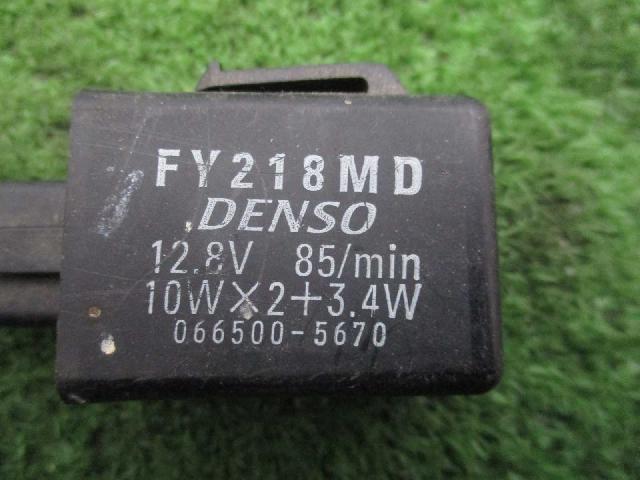 FY218MD
DENSO
12.8V 85/min
10W×2+3.4W
066500-5670